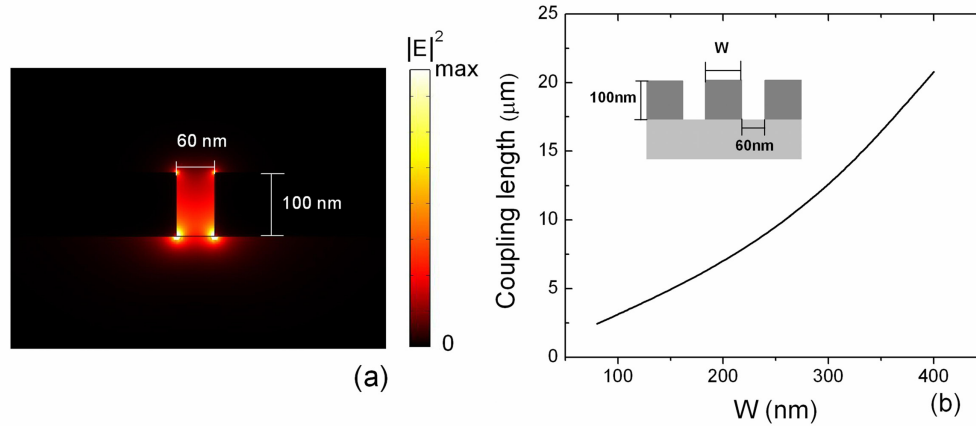 |E|²
max
60 nm
100 nm
0
(a)
25
20
15
10
5
0
Coupling length (μm)
W
100nm
60nm
100
200
300
400
W (nm)
(b)